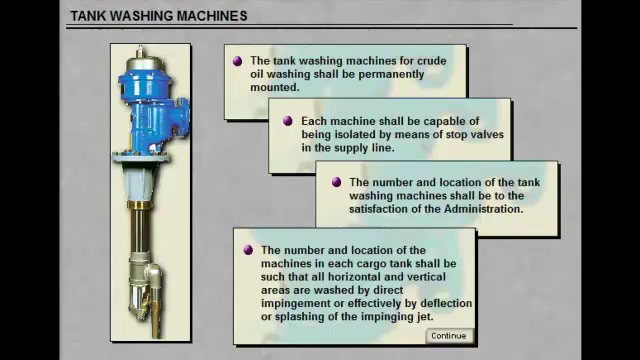 TANK WASHING MACHINES
The tank washing machines for crude
oil washing shall be permanently
mounted.
Each machine shall be capable of
being isolated by means of stop valves
in the supply line.
The number and location of the tank
washing machines shall be to the
satisfaction of the Administration.
The number and location of the
machines in each cargo tank shall be
such that all horizontal and vertical
areas are washed by direct
impingement or effectively by deflection
or splashing of the impinging jet.
Continue